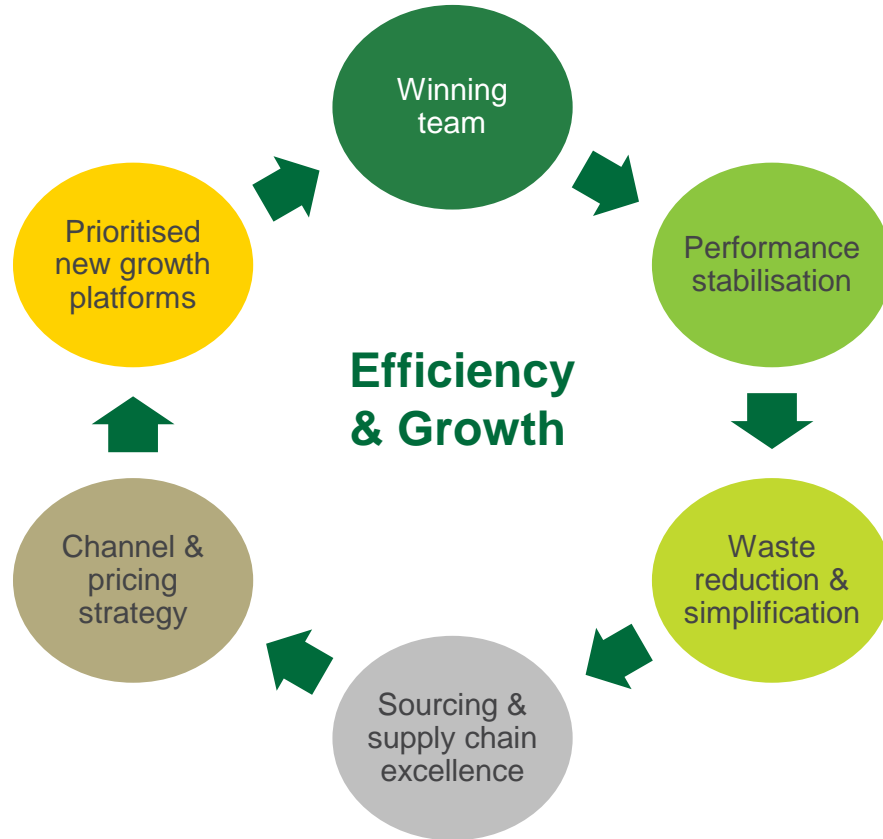 Winning
team
Performance
stabilisation
Waste
reduction &
simplification
Sourcing &
supply chain
excellence
Channel &
pricing
strategy
Prioritised
new growth
platforms
Efficiency
& Growth